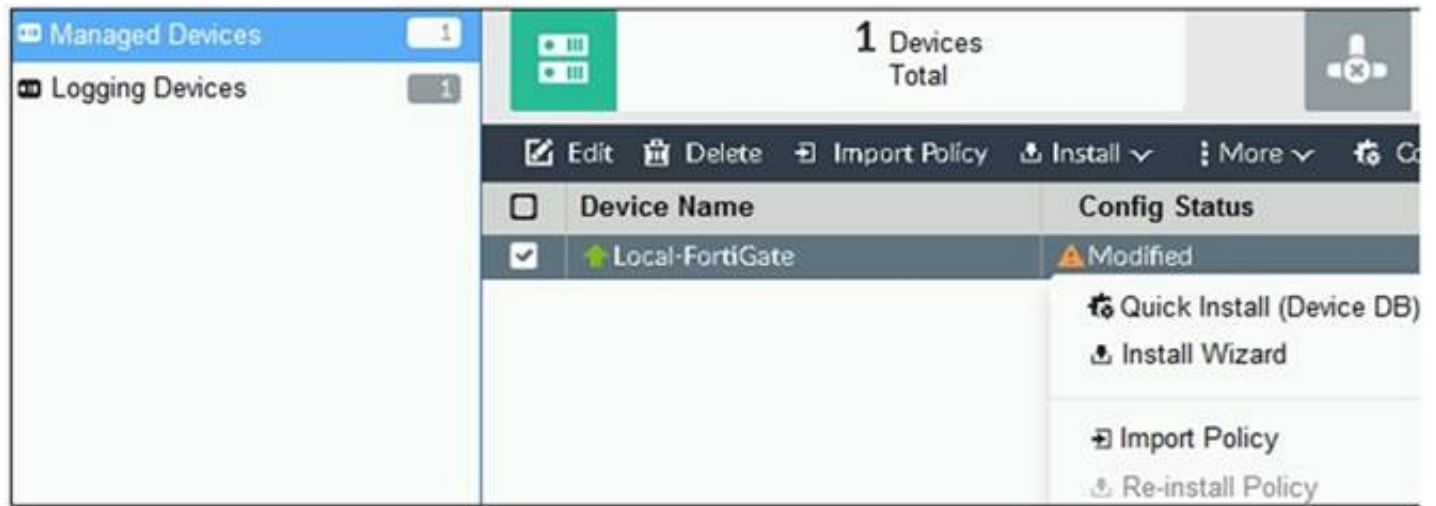 Managed Devices 1
Logging Devices 1
1 Devices
Total
Edit Delete Import Policy Install More
Device Name Config Status
Local-FortiGate Modified
Quick Install (Device DB)
Install Wizard
Import Policy
Re-install Policy